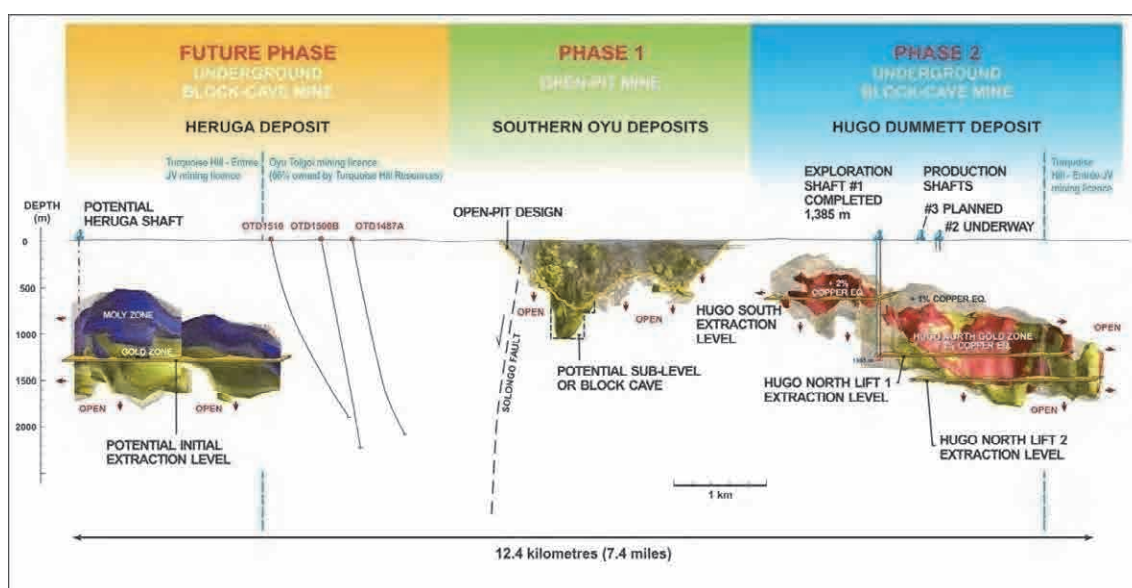 FUTURE PHASE
UNDERGROUND
BLOCK-CAVE MINE
HERUGA DEPOSIT
PHASE 1
OPEN-PIT MINE
SOUTHERN OYU DEPOSITS
PHASE 2
UNDERGROUND
BLOCK-CAVE MINE
HUGO DUMMETT DEPOSIT
Turquoise Hill - Entrée
JV mining licence
Oyu Tolgoi mining licence
(66% owned by Turquoise Hill Resources)
Turquoise
Hill - Entrée JV
mining licence
EXPLORATION
SHAFT #1
COMPLETED
1,385 m
PRODUCTION
SHAFTS
#3 PLANNED
#2 UNDERWAY
DEPTH
(m)
POTENTIAL
HERUGA SHAFT
OTD1510 OTD1500B OTD1487A
OPEN-PIT DESIGN
0
500
1000
1500
2000
MOLY ZONE
GOLD ZONE
OPEN
OPEN
POTENTIAL INITIAL
EXTRACTION LEVEL
SOLONGO FAULT
OPEN
OPEN
POTENTIAL SUB-LEVEL
OR BLOCK CAVE
HUGO SOUTH
EXTRACTION
LEVEL
+ 2%
COPPER EQ.
+ 1% COPPER EQ.
HUGO NORTH GOLD ZONE
COPPER EQ.
OPEN
OPEN
HUGO NORTH LIFT 1
EXTRACTION LEVEL
HUGO NORTH LIFT 2
EXTRACTION LEVEL
1 km
12.4 kilometres (7.4 miles)